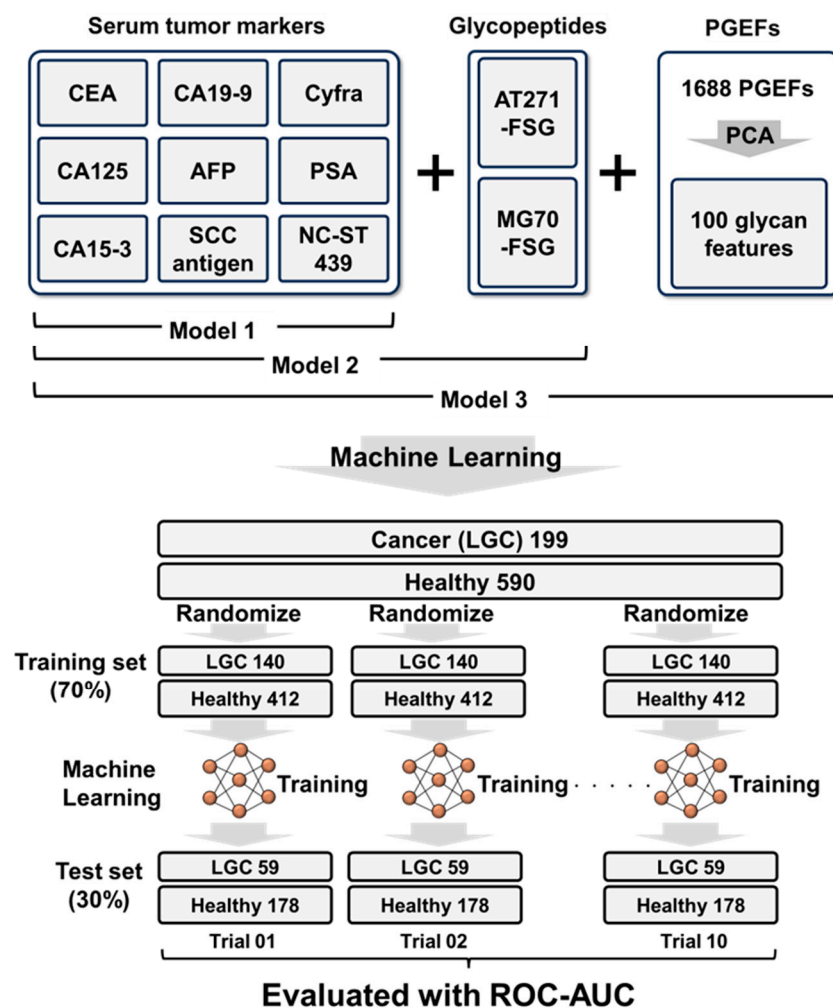 Serum tumor markers
Glycopeptides
PGEFs
CEA
CA19-9
Cyfra
CA125
AFP
PSA
CA15-3
SCC
antigen
NC-ST
439
+
AT271
-FSG
MG70
-FSG
+
1688 PGEFs
PCA
100 glycan
features
Model 1
Model 2
Model 3
Machine Learning
Cancer (LGC) 199
Healthy 590
Randomize
Randomize
Randomize
Training set
(70%)
LGC 140
LGC 140
LGC 140
Healthy 412
Healthy 412
Healthy 412
Machine
Learning
Training
Training
· · · · ·
Training
Test set
(30%)
LGC 59
LGC 59
LGC 59
Healthy 178
Healthy 178
Healthy 178
Trial 01
Trial 02
Trial 10
Evaluated with ROC-AUC